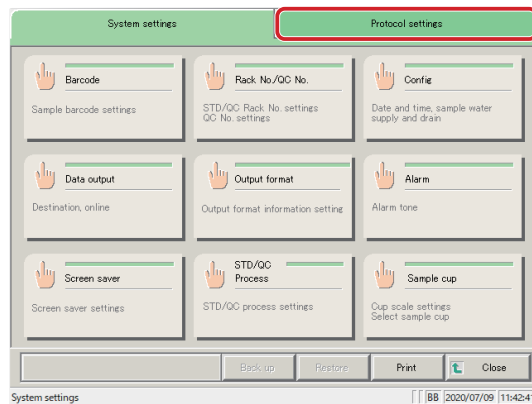 System settings
Protocol settings
Barcode
Sample barcode settings
Rack No./QC No.
STD/QC Rack No. settings
QC No. settings
Config
Date and time, sample water
supply and drain
Data output
Destination, online
Output format
Output format information setting
Alarm
Alarm tone
Screen saver
Screen saver settings
STD/QC
Process
STD/QC process settings
Sample cup
Cup scale settings
Select sample cup
Back up
Restore
Print
Close
System settings
BB
2020/07/09
11:42:4